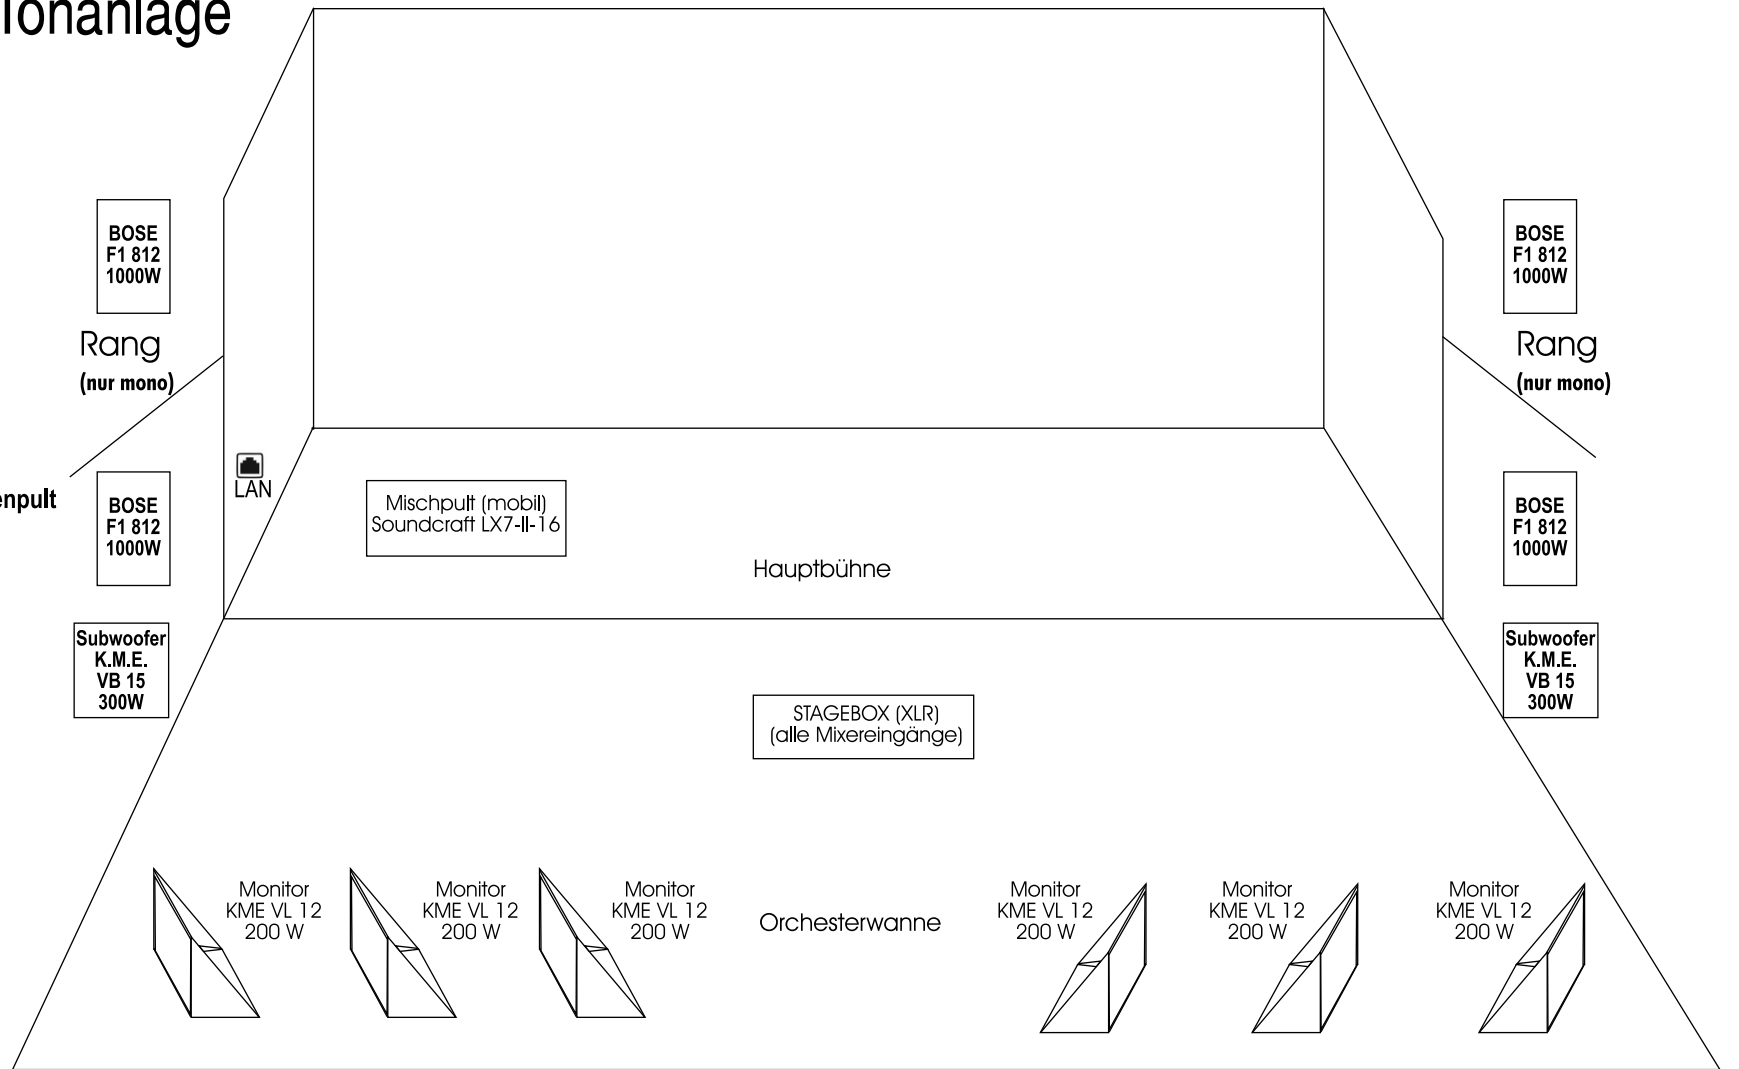 Tonanlage
BOSE
F1 812
1000W
Rang
(nur mono)
BOSE
F1 812
1000W
Rang
(nur mono)
LAN
enpult
BOSE
F1 812
1000W
Mischpult (mobil)
Soundcraft LX7-II-16
Hauptbühne
BOSE
F1 812
1000W
Subwoofer
K.M.E.
VB 15
300W
Subwoofer
K.M.E.
VB 15
300W
STAGEBOX (XLR)
(alle Mixereingänge)
Monitor
KME VL 12
200 W
Monitor
KME VL 12
200 W
Monitor
KME VL 12
200 W
Orchesterwanne
Monitor
KME VL 12
200 W
Monitor
KME VL 12
200 W
Monitor
KME VL 12
200 W